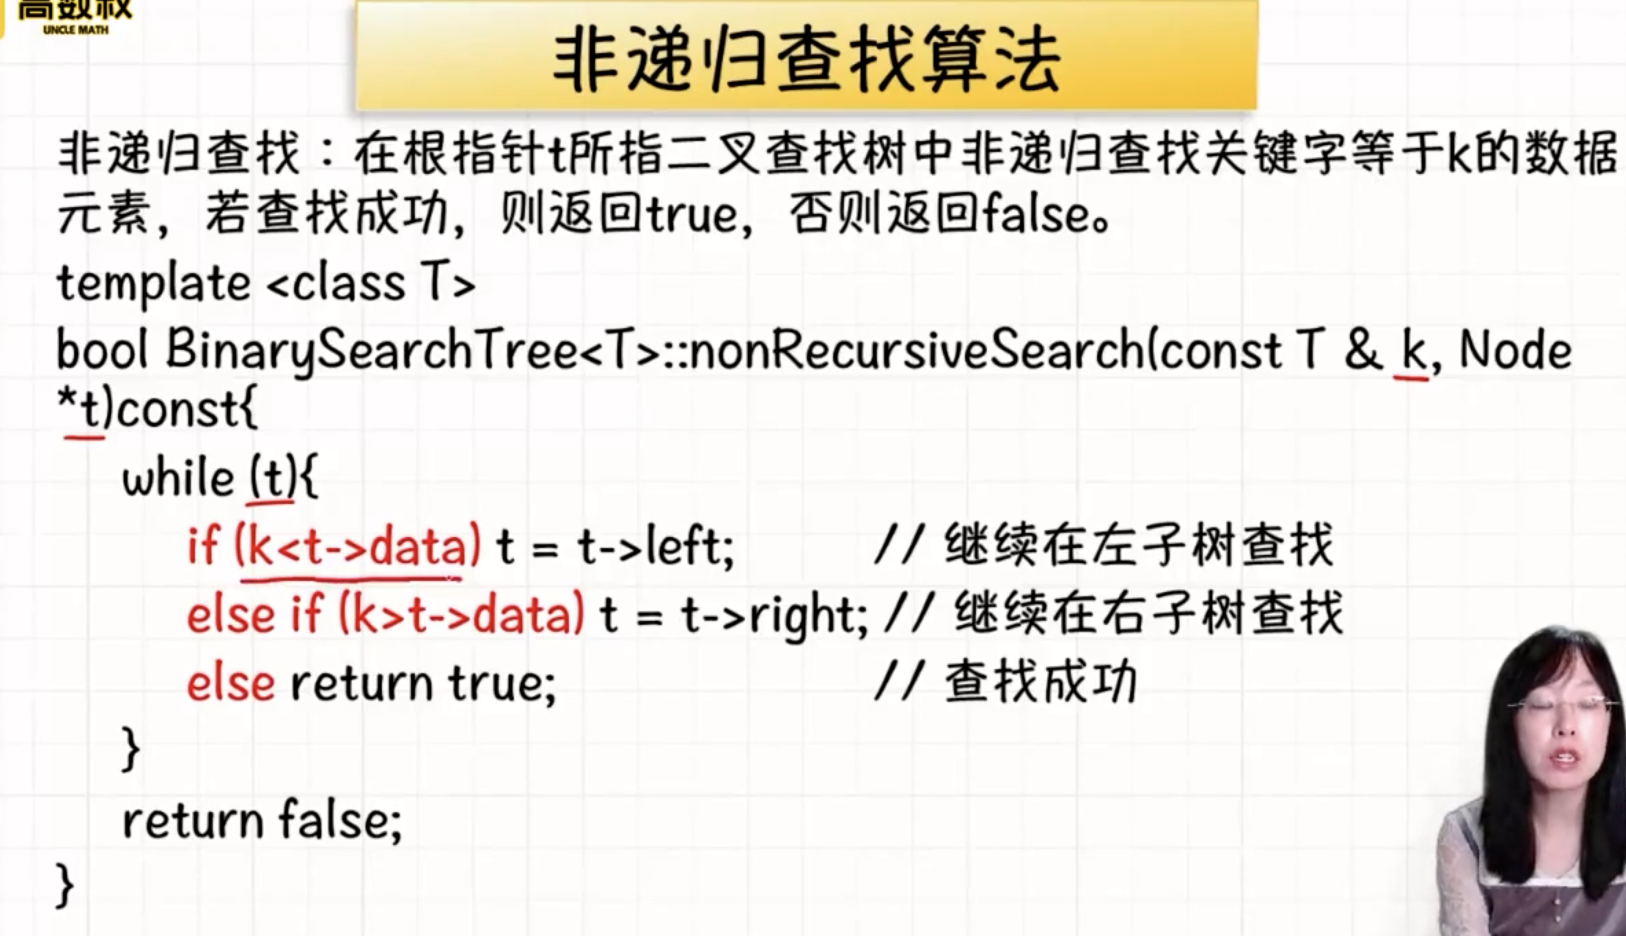 高数叔
UNCLE MATH
非递归查找算法
非递归查找：在根指针t所指二叉查找树中非递归查找关键字等于k的数据
元素，若查找成功，则返回true，否则返回false。
template <class T>
bool BinarySearchTree<T>::nonRecursiveSearch(const T & k, Node
*t)const{
while (t){
if (k<t->data) t = t->left; // 继续在左子树查找
else if (k>t->data) t = t->right; // 继续在右子树查找
else return true; // 查找成功
}
return false;
}